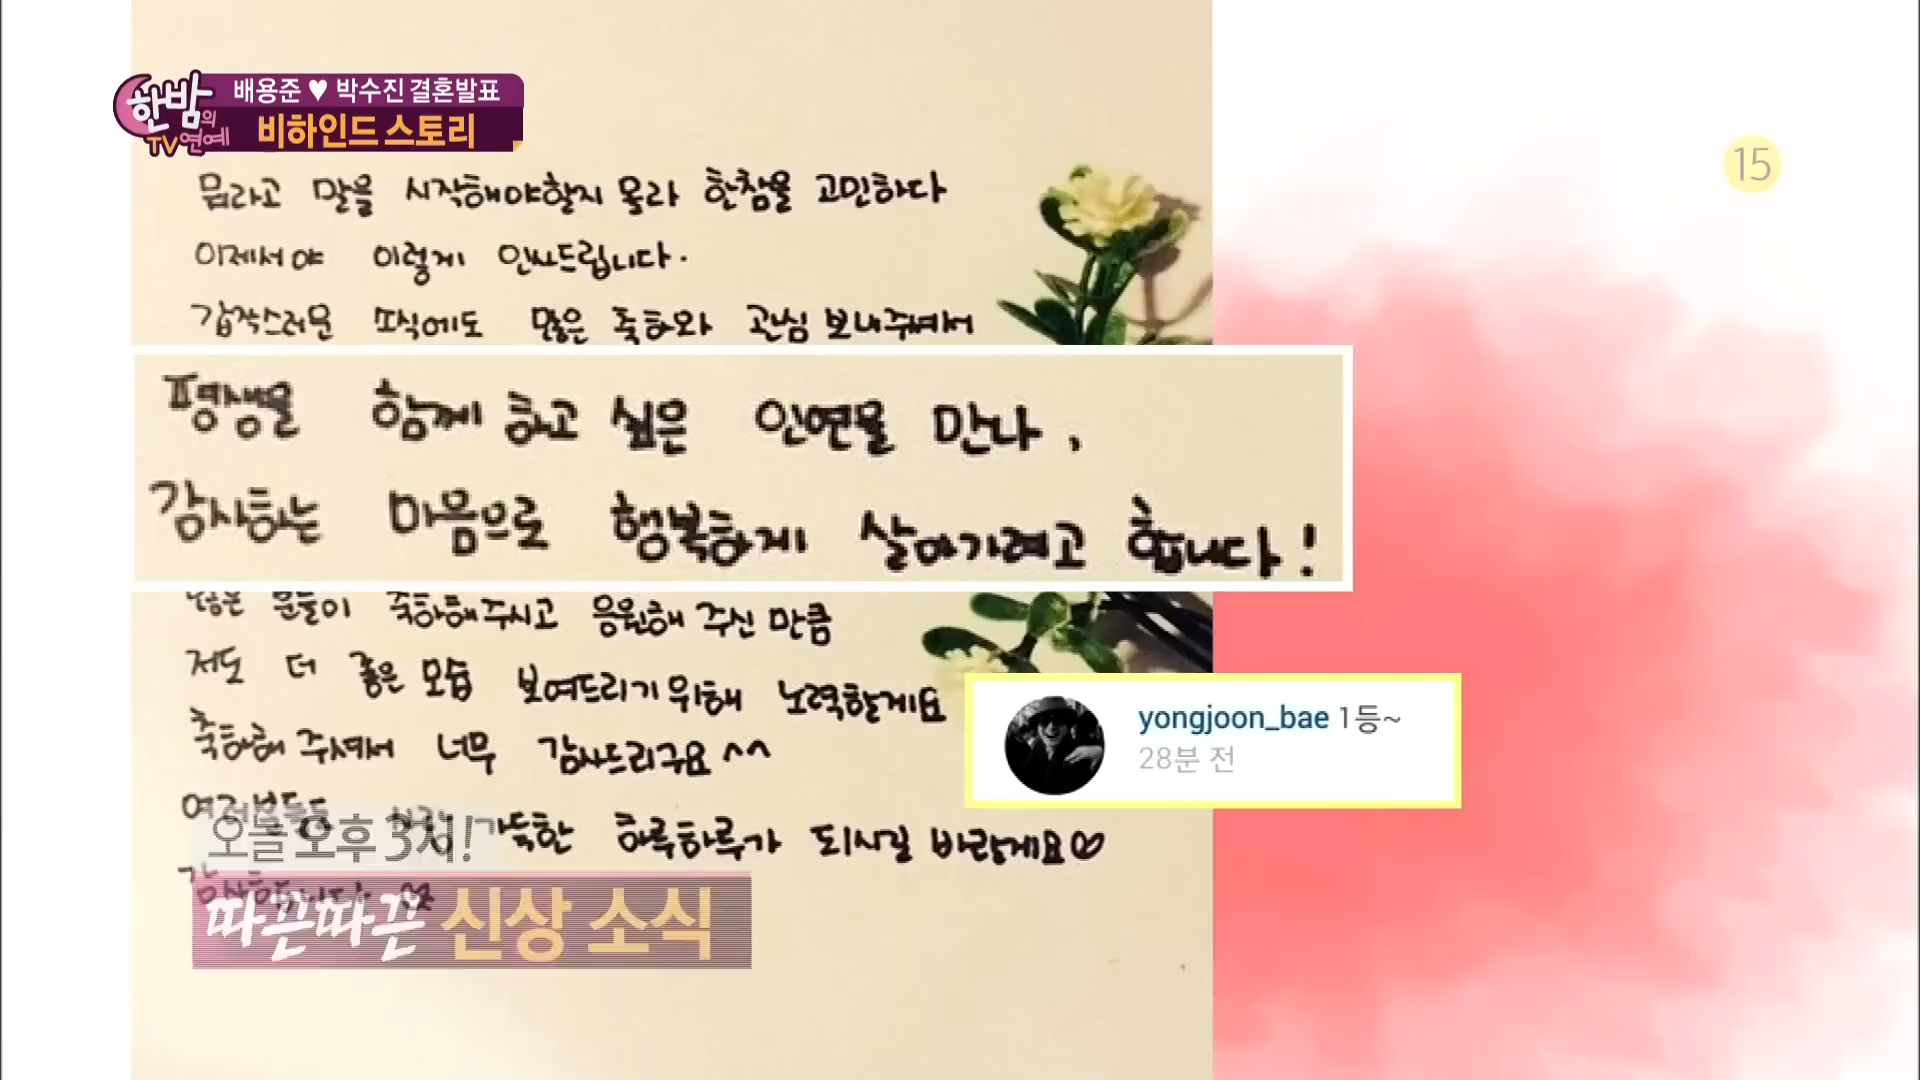 한밤의
TV연예
배용준 ♥ 박수진 결혼발표
비하인드 스토리
15
뭐라고 말을 시작해야할지 몰라 한참을 고민하다
이제서야 이렇게 인사드립니다.
갑작스러운 소식에도 많은 축하와 관심 보내주셔서
평생을 함께 하고 싶은 인연을 만나,
감사하는 마음으로 행복하게 살아가려고 합니다!
많은 분들이 축하해주시고 응원해 주신 만큼
저도 더 좋은 모습 보여드리기위해 노력할게요
축하해 주셔서 너무 감사드리구요 ^^
yongjoon_bae 1등~
28분 전
여러분들도 가득한 하루하루가 되시길 바랄게요♡
오늘 오후 3시!
따끈따끈 신상 소식